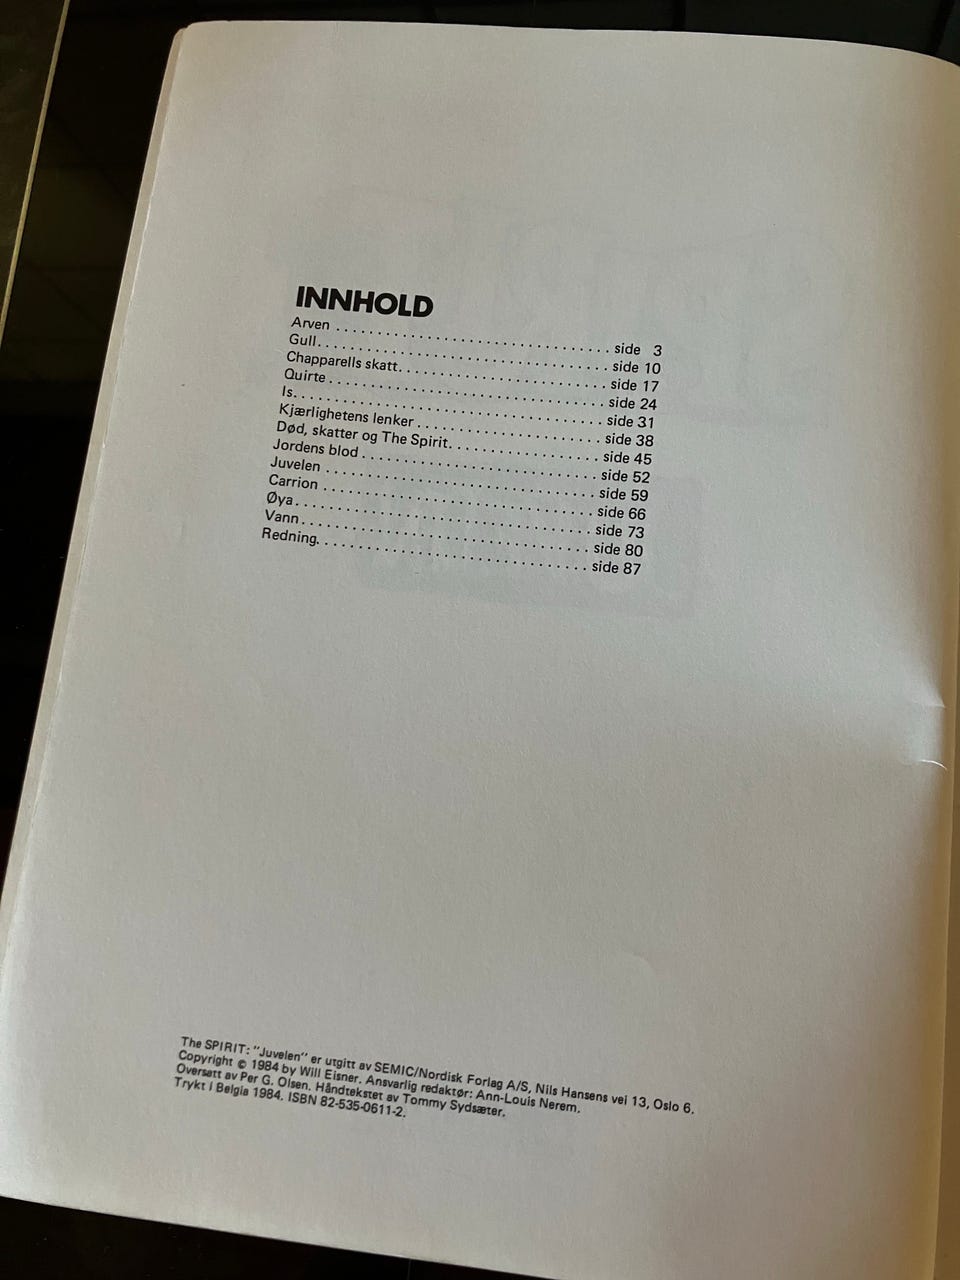 INNHOLD
Arven . . . . . . . . . . . . . . . . . . . . . . . . . . . . . . . . . . side 3
Gull. . . . . . . . . . . . . . . . . . . . . . . . . . . . . . . . . . . . side 10
Chapparells skatt. . . . . . . . . . . . . . . . . . . . . . . . . . side 17
Quirte . . . . . . . . . . . . . . . . . . . . . . . . . . . . . . . . . . side 24
Is. . . . . . . . . . . . . . . . . . . . . . . . . . . . . . . . . . . . . . side 31
Kjærlighetens lenker . . . . . . . . . . . . . . . . . . . . . . . side 38
Død, skatter og The Spirit. . . . . . . . . . . . . . . . . . . side 45
Jordens blod . . . . . . . . . . . . . . . . . . . . . . . . . . . . . side 52
Juvelen . . . . . . . . . . . . . . . . . . . . . . . . . . . . . . . . . side 59
Carrion . . . . . . . . . . . . . . . . . . . . . . . . . . . . . . . . . side 66
Øya. . . . . . . . . . . . . . . . . . . . . . . . . . . . . . . . . . . . side 73
Vann. . . . . . . . . . . . . . . . . . . . . . . . . . . . . . . . . . . side 80
Redning. . . . . . . . . . . . . . . . . . . . . . . . . . . . . . . . . side 87
The SPIRIT: "Juvelen" er utgitt av SEMIC/Nordisk Forlag A/S, Nils Hansens vei 13, Oslo 6.
Copyright © 1984 by Will Eisner. Ansvarlig redaktør: Ann-Louis Nerem.
Oversatt av Per G. Olsen. Håndtekstet av Tommy Sydsæter.
Trykt i Belgia 1984. ISBN 82-535-0611-2.